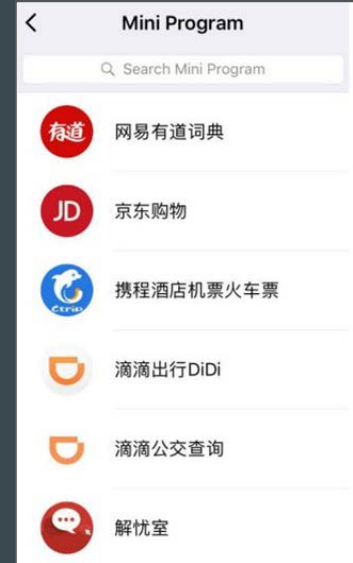 Mini Program
Search Mini Program
有道
网易有道词典
JD
京东购物
Ctrip
携程酒店机票火车票
滴滴出行DiDi
滴滴公交查询
解忧室